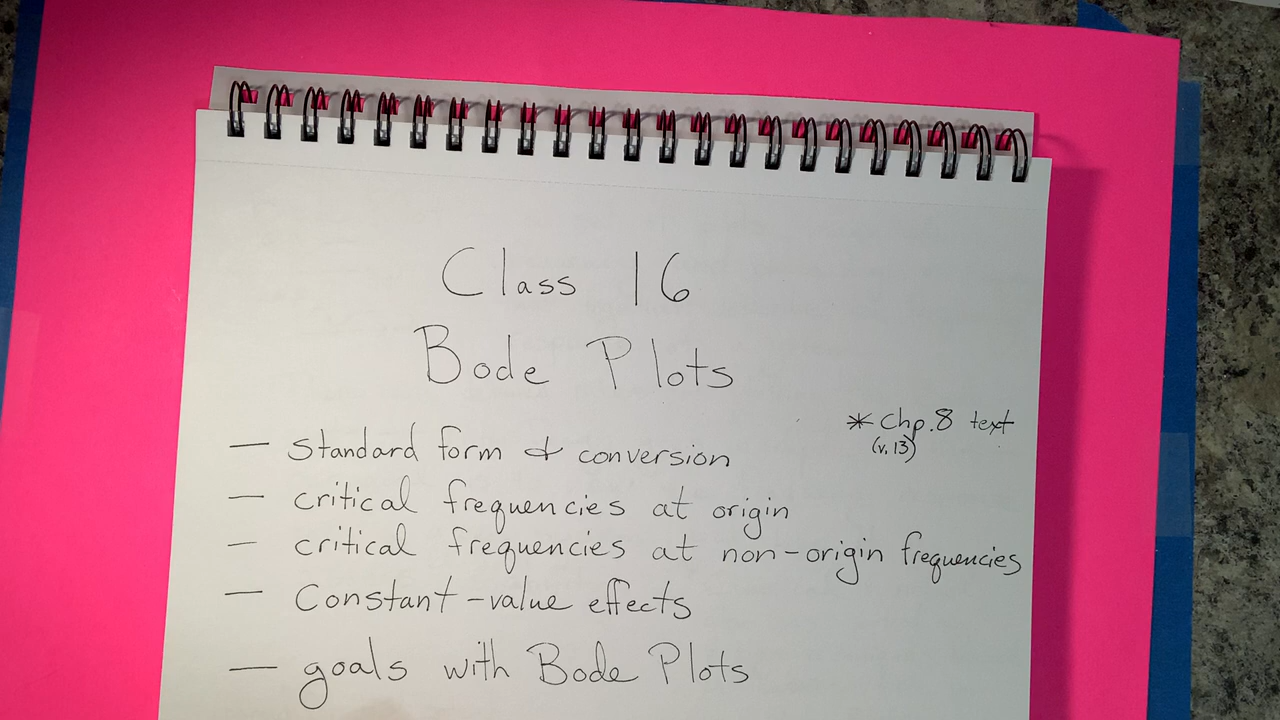 Class 16
Bode Plots
* Chp. 8 text
(v. 13)
— standard form & conversion
— critical frequencies at origin
— critical frequencies at non-origin frequencies
— Constant-value effects
— goals with Bode Plots